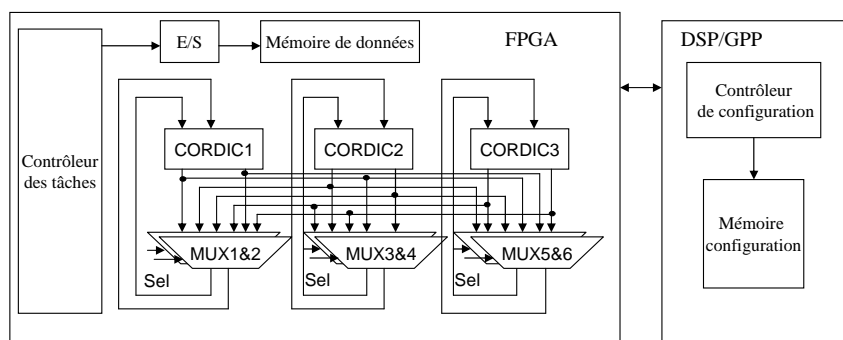 E/S
Mémoire de données
FPGA
DSP/GPP
Contrôleur
des tâches
CORDIC1
CORDIC2
CORDIC3
MUX1&2
MUX3&4
MUX5&6
Sel
Sel
Sel
Contrôleur
de configuration
Mémoire
configuration